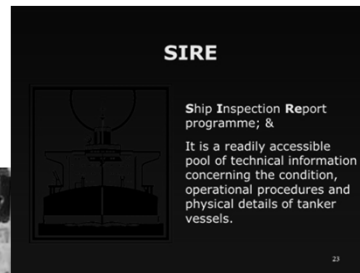 SIRE
Ship Inspection Report
programme; &
It is a readily accessible
pool of technical information
concerning the condition,
operational procedures and
physical details of tanker
vessels.
23